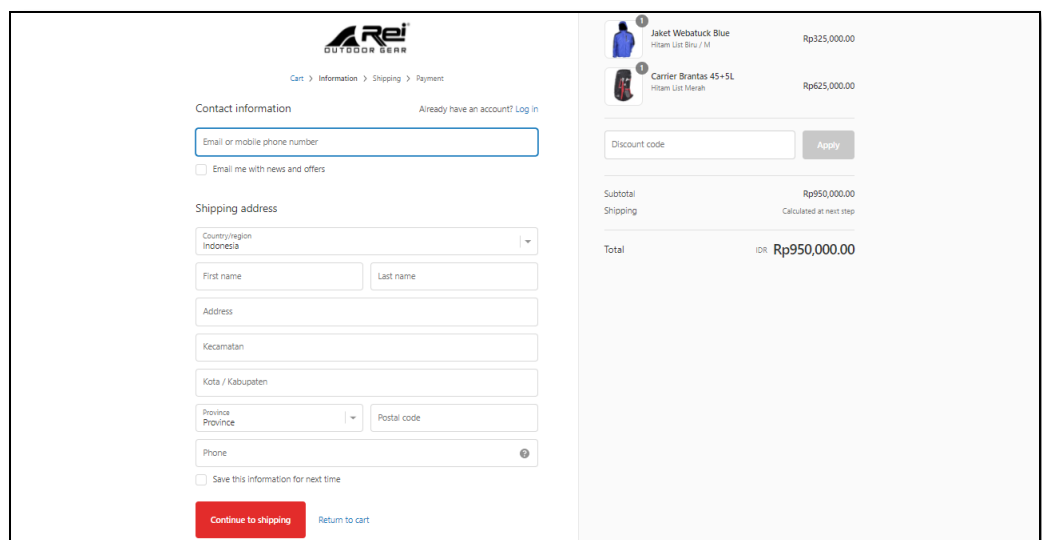 Rei
OUTDOOR GEAR
Cart > Information > Shipping > Payment
Contact information
Already have an account? Log in
Email or mobile phone number
Email me with news and offers
Shipping address
Country/region
Indonesia
First name
Last name
Address
Kecamatan
Kota / Kabupaten
Province
Province
Postal code
Phone
?
Save this information for next time
Continue to shipping
Return to cart
1
Jaket Webatuck Blue
Hitam List Biru / M
Rp325,000.00
1
Carrier Brantas 45+5L
Hitam List Merah
Rp625,000.00
Discount code
Apply
Subtotal
Rp950,000.00
Shipping
Calculated at next step
Total
IDR Rp950,000.00